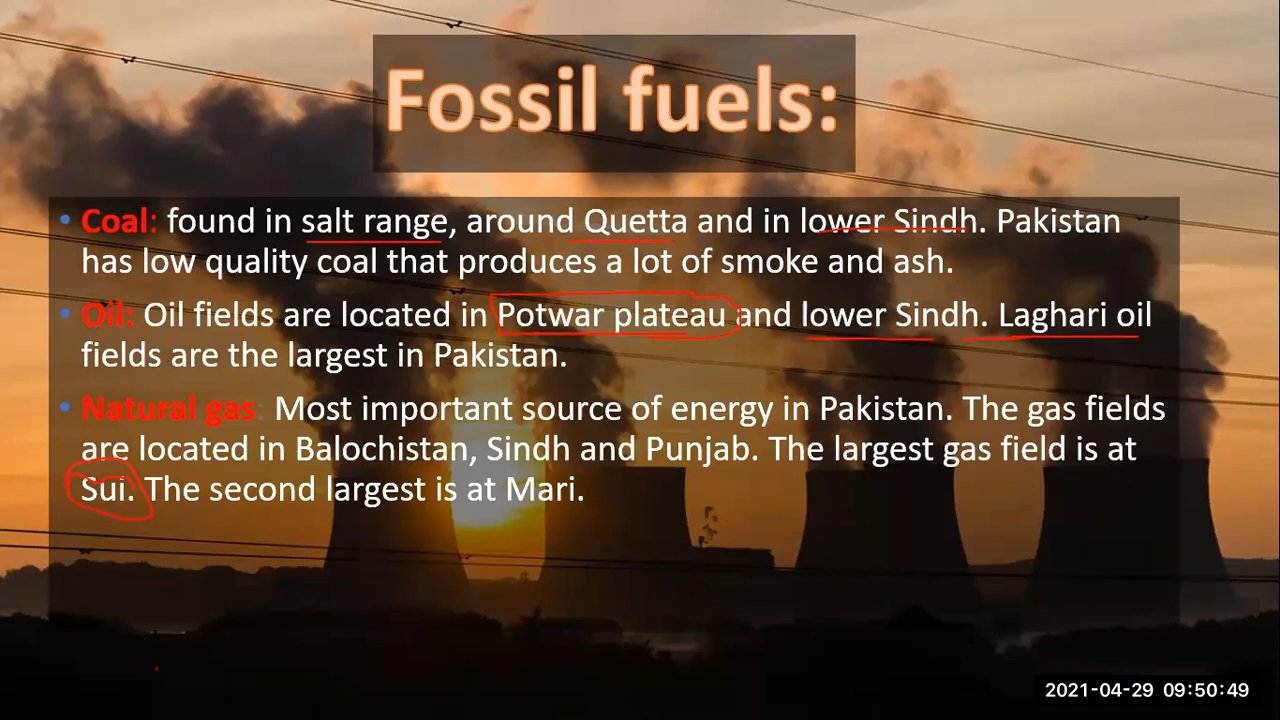 Fossil fuels:
• Coal: found in salt range, around Quetta and in lower Sindh. Pakistan
has low quality coal that produces a lot of smoke and ash.
• Oil: Oil fields are located in Potwar plateau and lower Sindh. Laghari oil
fields are the largest in Pakistan.
• Natural gas: Most important source of energy in Pakistan. The gas fields
are located in Balochistan, Sindh and Punjab. The largest gas field is at
Sui. The second largest is at Mari.
2021-04-29 09:50:49